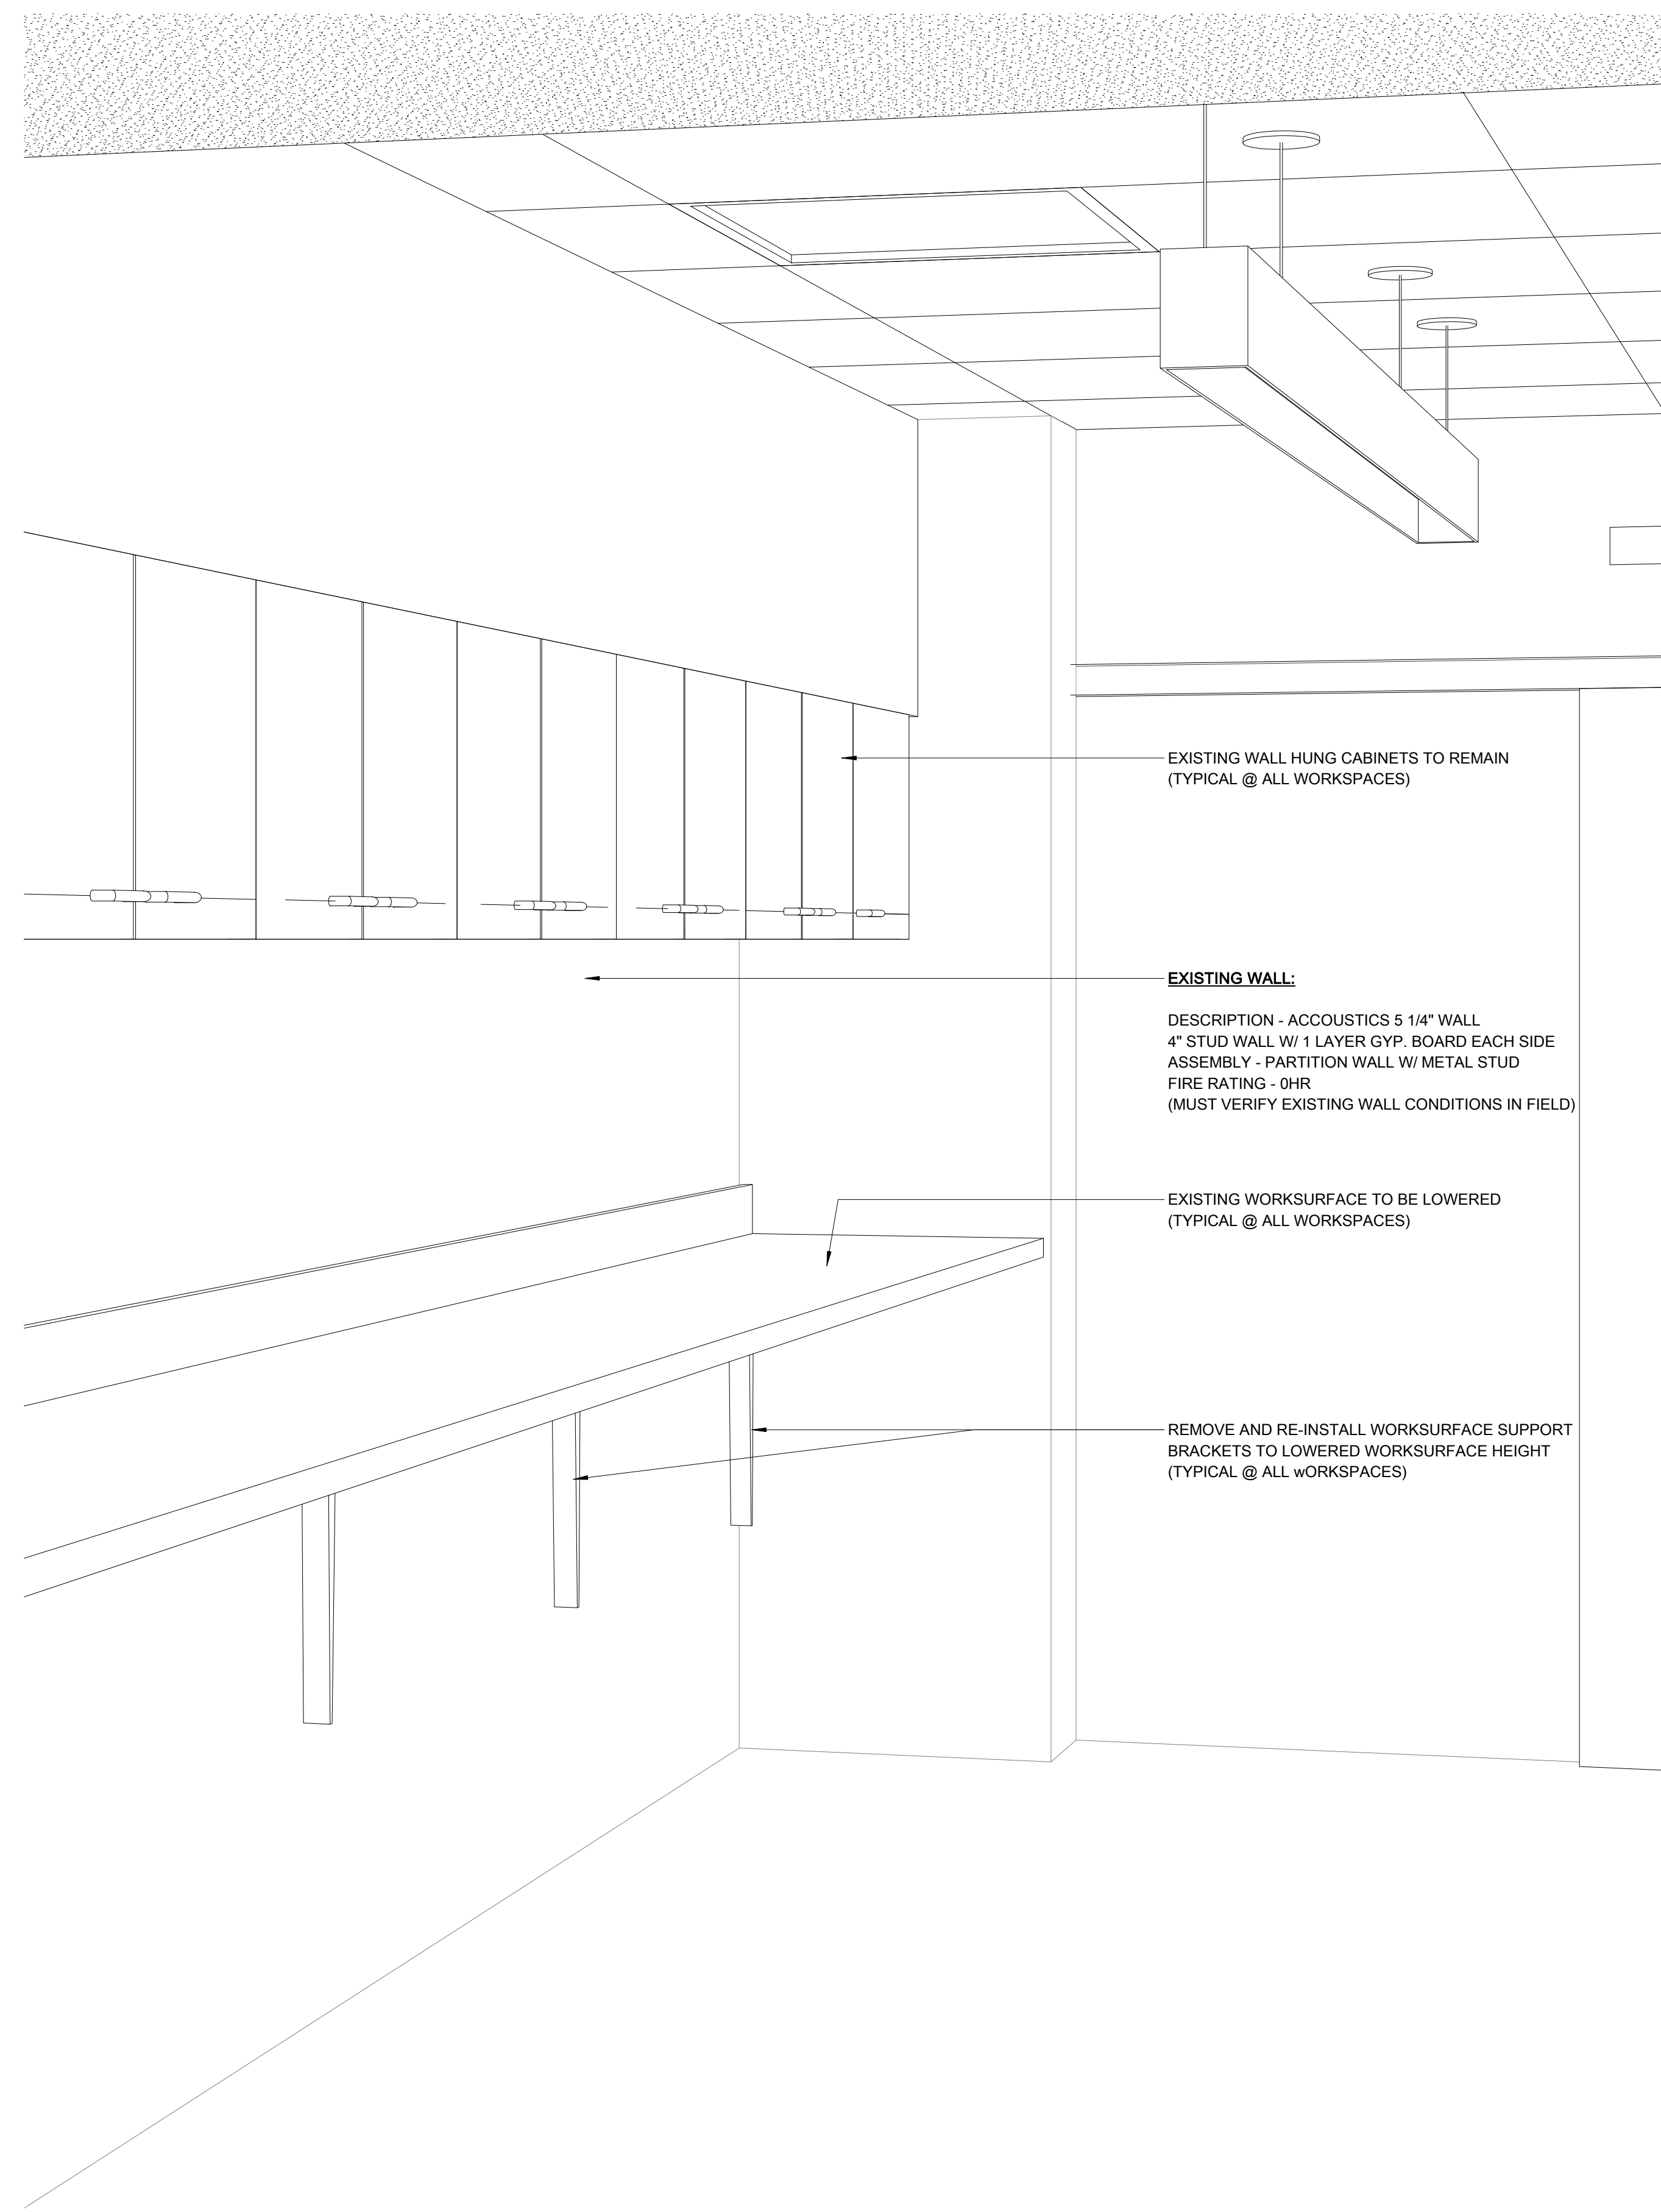 EXISTING WALL HUNG CABINETS TO REMAIN
(TYPICAL @ ALL WORKSPACES)
EXISTING WALL:
DESCRIPTION - ACCOUSTICS 5 1/4" WALL
4" STUD WALL W/ 1 LAYER GYP. BOARD EACH SIDE
ASSEMBLY - PARTITION WALL W/ METAL STUD
FIRE RATING - 0HR
(MUST VERIFY EXISTING WALL CONDITIONS IN FIELD)
EXISTING WORKSURFACE TO BE LOWERED
(TYPICAL @ ALL WORKSPACES)
REMOVE AND RE-INSTALL WORKSURFACE SUPPORT
BRACKETS TO LOWERED WORKSURFACE HEIGHT
(TYPICAL @ ALL wORKSPACES)